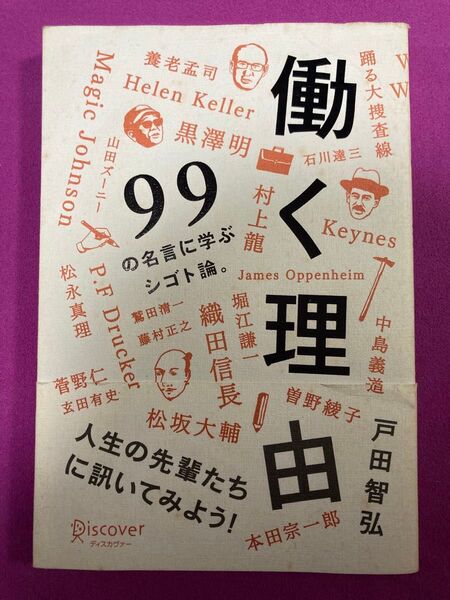 働く理由
99の名言に学ぶ
シゴト論。
戸田智弘
養老孟司
Helen Keller
黒澤明
石川達三
踊る大捜査線
Magic Johnson
山田ズーニー
村上龍
Keynes
James Oppenheim
松永真理
P.F Drucker
鷲田清一
藤村正之
織田信長
堀江謙一
中島義道
菅野仁
玄田有史
松坂大輔
曽野綾子
本田宗一郎
人生の先輩たち
に訊いてみよう!
Discover
ディスカヴァー